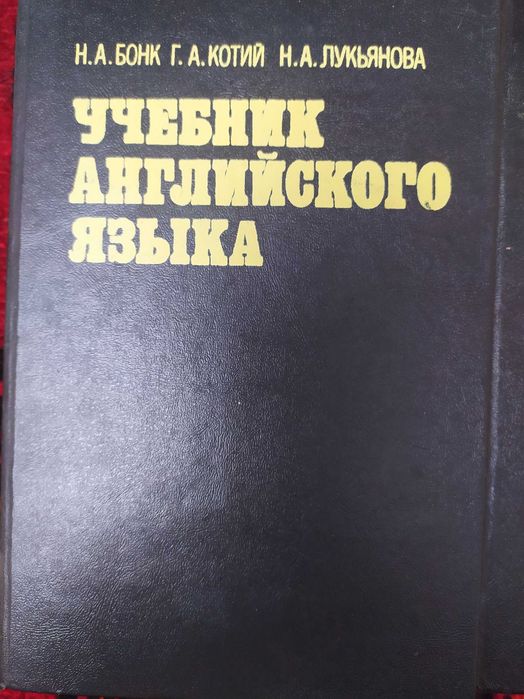 Н.А.БОНК Г.А.КОТИЙ Н.А.ЛУКЬЯНОВА
УЧЕБНИК
АНГЛИЙСКОГО
ЯЗЫКА